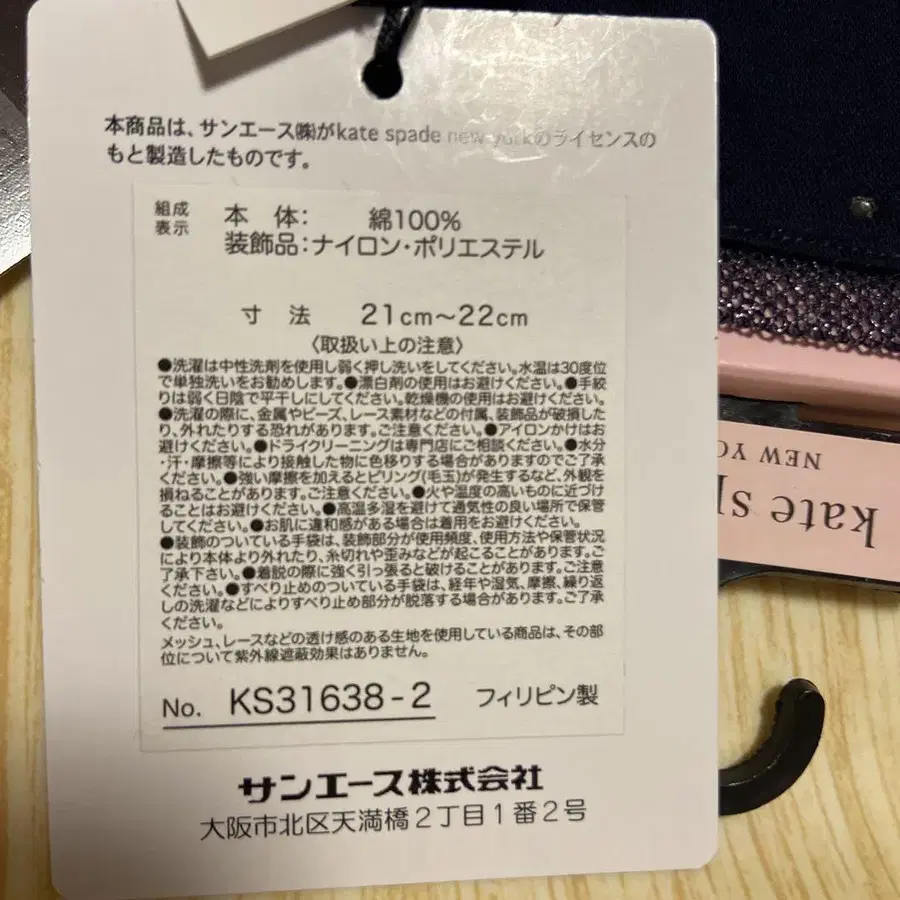 本商品は、サンエース㈱がkate spade new yorkのライセンスの
もと製造したものです。
組成
表示
本 体: 綿100%
装飾品:ナイロン・ポリエステル
寸 法 21cm～22cm
〈取扱い上の注意〉
●洗濯は中性洗剤を使用し弱く押し洗いをしてください。水温は30度位
で単独洗いをお勧めします。●漂白剤の使用はお避けください。●手絞
りは弱く日陰で平干しにしてください。乾燥機の使用はお避けください。
●洗濯の際に、金属やビーズ、レース素材などの付属、装飾品が破損した
り、外れたりする恐れがあります。ご注意ください。●アイロンかけはお
避けください。●ドライクリーニングは専門店にご相談ください。●水分
・汗・摩擦等により接触した物に色移りする場合がありますのでご了承
ください。●強い摩擦を加えるとピリング(毛玉)が発生するなど、外観を
損ねることがあります。ご注意ください。●火や温度の高いものに近づけ
ることはお避けください。●高温多湿を避けて通気性の良い場所で保管
してください。●お肌に違和感がある場合は着用をお避けください。
●装飾のついている手袋は、装飾部分が使用頻度、使用方法や保管状況
により本体より外れたり、糸切れや歪みなどが起こることがあります。ご
了承下さい。●着脱の際に強く引っ張ると破けることがあります。ご注意
ください。●すべり止めのついている手袋は、経年や湿気、摩擦、繰り返
しの洗濯などによりすべり止め部分が脱落する場合があります。ご了承
ください。
メッシュ、レースなどの透け感のある生地を使用している商品は、その部
位について紫外線遮蔽効果はありません。
No. KS31638-2 フィリピン製
サンエース株式会社
大阪市北区天満橋2丁目1番2号
kate sp
NEW YO